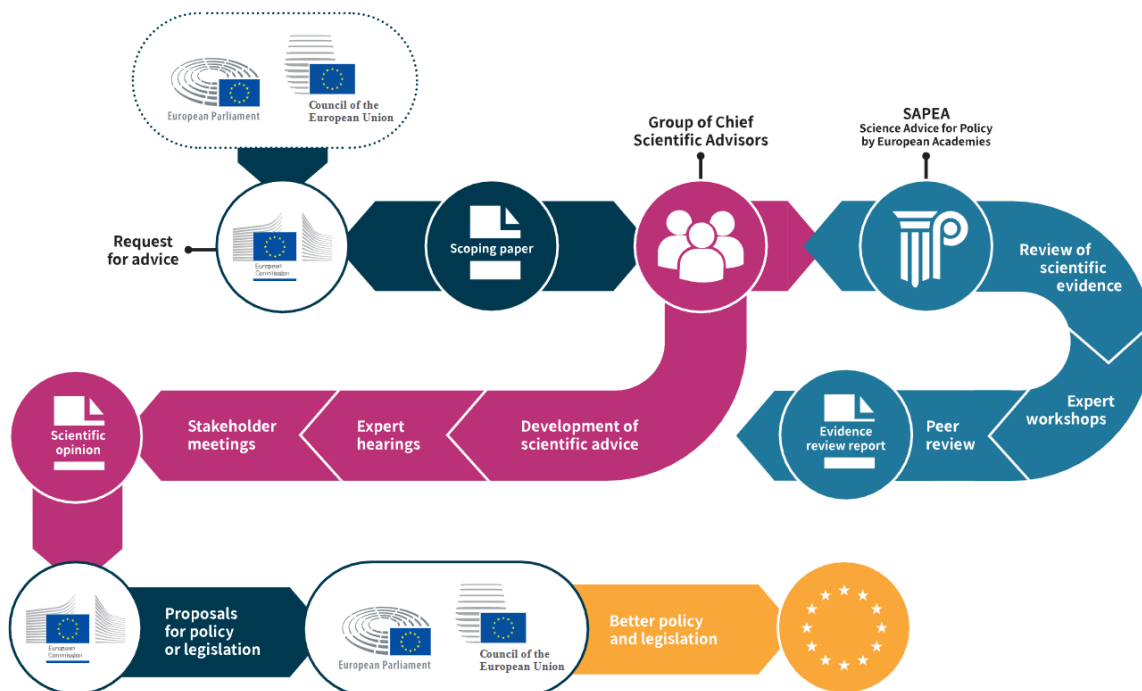 European Parliament
Council of the
European Union
Group of Chief
Scientific Advisors
SAPEA
Science Advice for Policy
by European Academies
Request
for advice
European
Commission
Scoping paper
Review of
scientific
evidence
Stakeholder
meetings
Expert
hearings
Development of
scientific advice
Scientific
opinion
Evidence
review report
Peer
review
Expert
workshops
European
Commission
Proposals
for policy
or legislation
European Parliament
Council of the
European Union
Better policy
and legislation